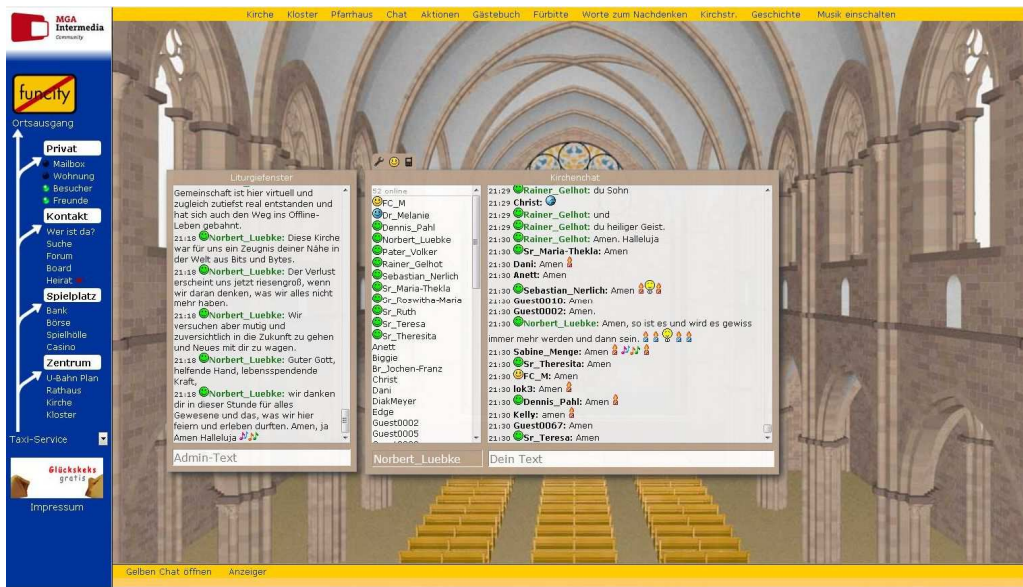 MGA
Intermedia
Community
Kirche Kloster Pfarrhaus Chat Aktionen Gästebuch Fürbitte Worte zum Nachdenken Kirchstr. Geschichte Musik einschalten
funcity
Ortsausgang
Privat
Mailbox
Wohnung
Besucher
Freunde
Kontakt
Wer ist da?
Suche
Forum
Board
Heirat
Spielplatz
Bank
Börse
Spielhölle
Casino
Zentrum
U-Bahn Plan
Rathaus
Kirche
Kloster
Taxi-Service
Glückskeks
gratis
Impressum
Liturgiefenster
Gemeinschaft ist hier virtuell und
zugleich zutiefst real entstanden und
hat sich auch den Weg ins Offline-
Leben gebahnt.
21:18 Norbert_Luebke: Diese Kirche
war für uns ein Zeugnis deiner Nähe in
der Welt aus Bits und Bytes.
21:18 Norbert_Luebke: Der Verlust
erscheint uns jetzt riesengroß, wenn
wir daran denken, was wir alles nicht
mehr haben.
21:18 Norbert_Luebke: Wir
versuchen aber mutig und
zuversichtlich in die Zukunft zu gehen
und Neues mit dir zu wagen.
21:18 Norbert_Luebke: Guter Gott,
helfende Hand, lebensspendende
Kraft,
21:18 Norbert_Luebke: wir danken
dir in dieser Stunde für alles
Gewesene und das, was wir hier
feiern und erleben durften. Amen, ja
Amen Halleluja
Admin-Text
52 online
FC_M
Dr_Melanie
Dennis_Pahl
Norbert_Luebke
Pater_Volker
Rainer_Gelhot
Sebastian_Nerlich
Sr_Maria-Thekla
Sr_Roswitha-Maria
Sr_Ruth
Sr_Teresa
Sr_Theresita
Anett
Biggie
Br_Jochen-Franz
Christ
Dani
DiakMeyer
Edge
Guest0002
Guest0005
Norbert_Luebke
Kirchenchat
21:29 Rainer_Gelhot: du Sohn
21:29 Christ:
21:29 Rainer_Gelhot: und
21:29 Rainer_Gelhot: du heiliger Geist.
21:30 Rainer_Gelhot: Amen. Halleluja
21:30 Sr_Maria-Thekla: Amen
21:30 Dani: Amen
21:30 Anett: Amen
21:30 Sebastian_Nerlich: Amen
21:30 Guest0010: Amen
21:30 Guest0002: Amen.
21:30 Norbert_Luebke: Amen, so ist es und wird es gewiss
immer mehr werden und dann sein.
21:30 Sabine_Menge: Amen
21:30 Sr_Theresita: Amen
21:30 FC_M: Amen
21:30 lok3: Amen
21:30 Dennis_Pahl: Amen
21:30 Kelly: amen
21:30 Guest0067: Amen
21:30 Sr_Teresa: Amen
Dein Text
Gelben Chat öffnen Anzeiger